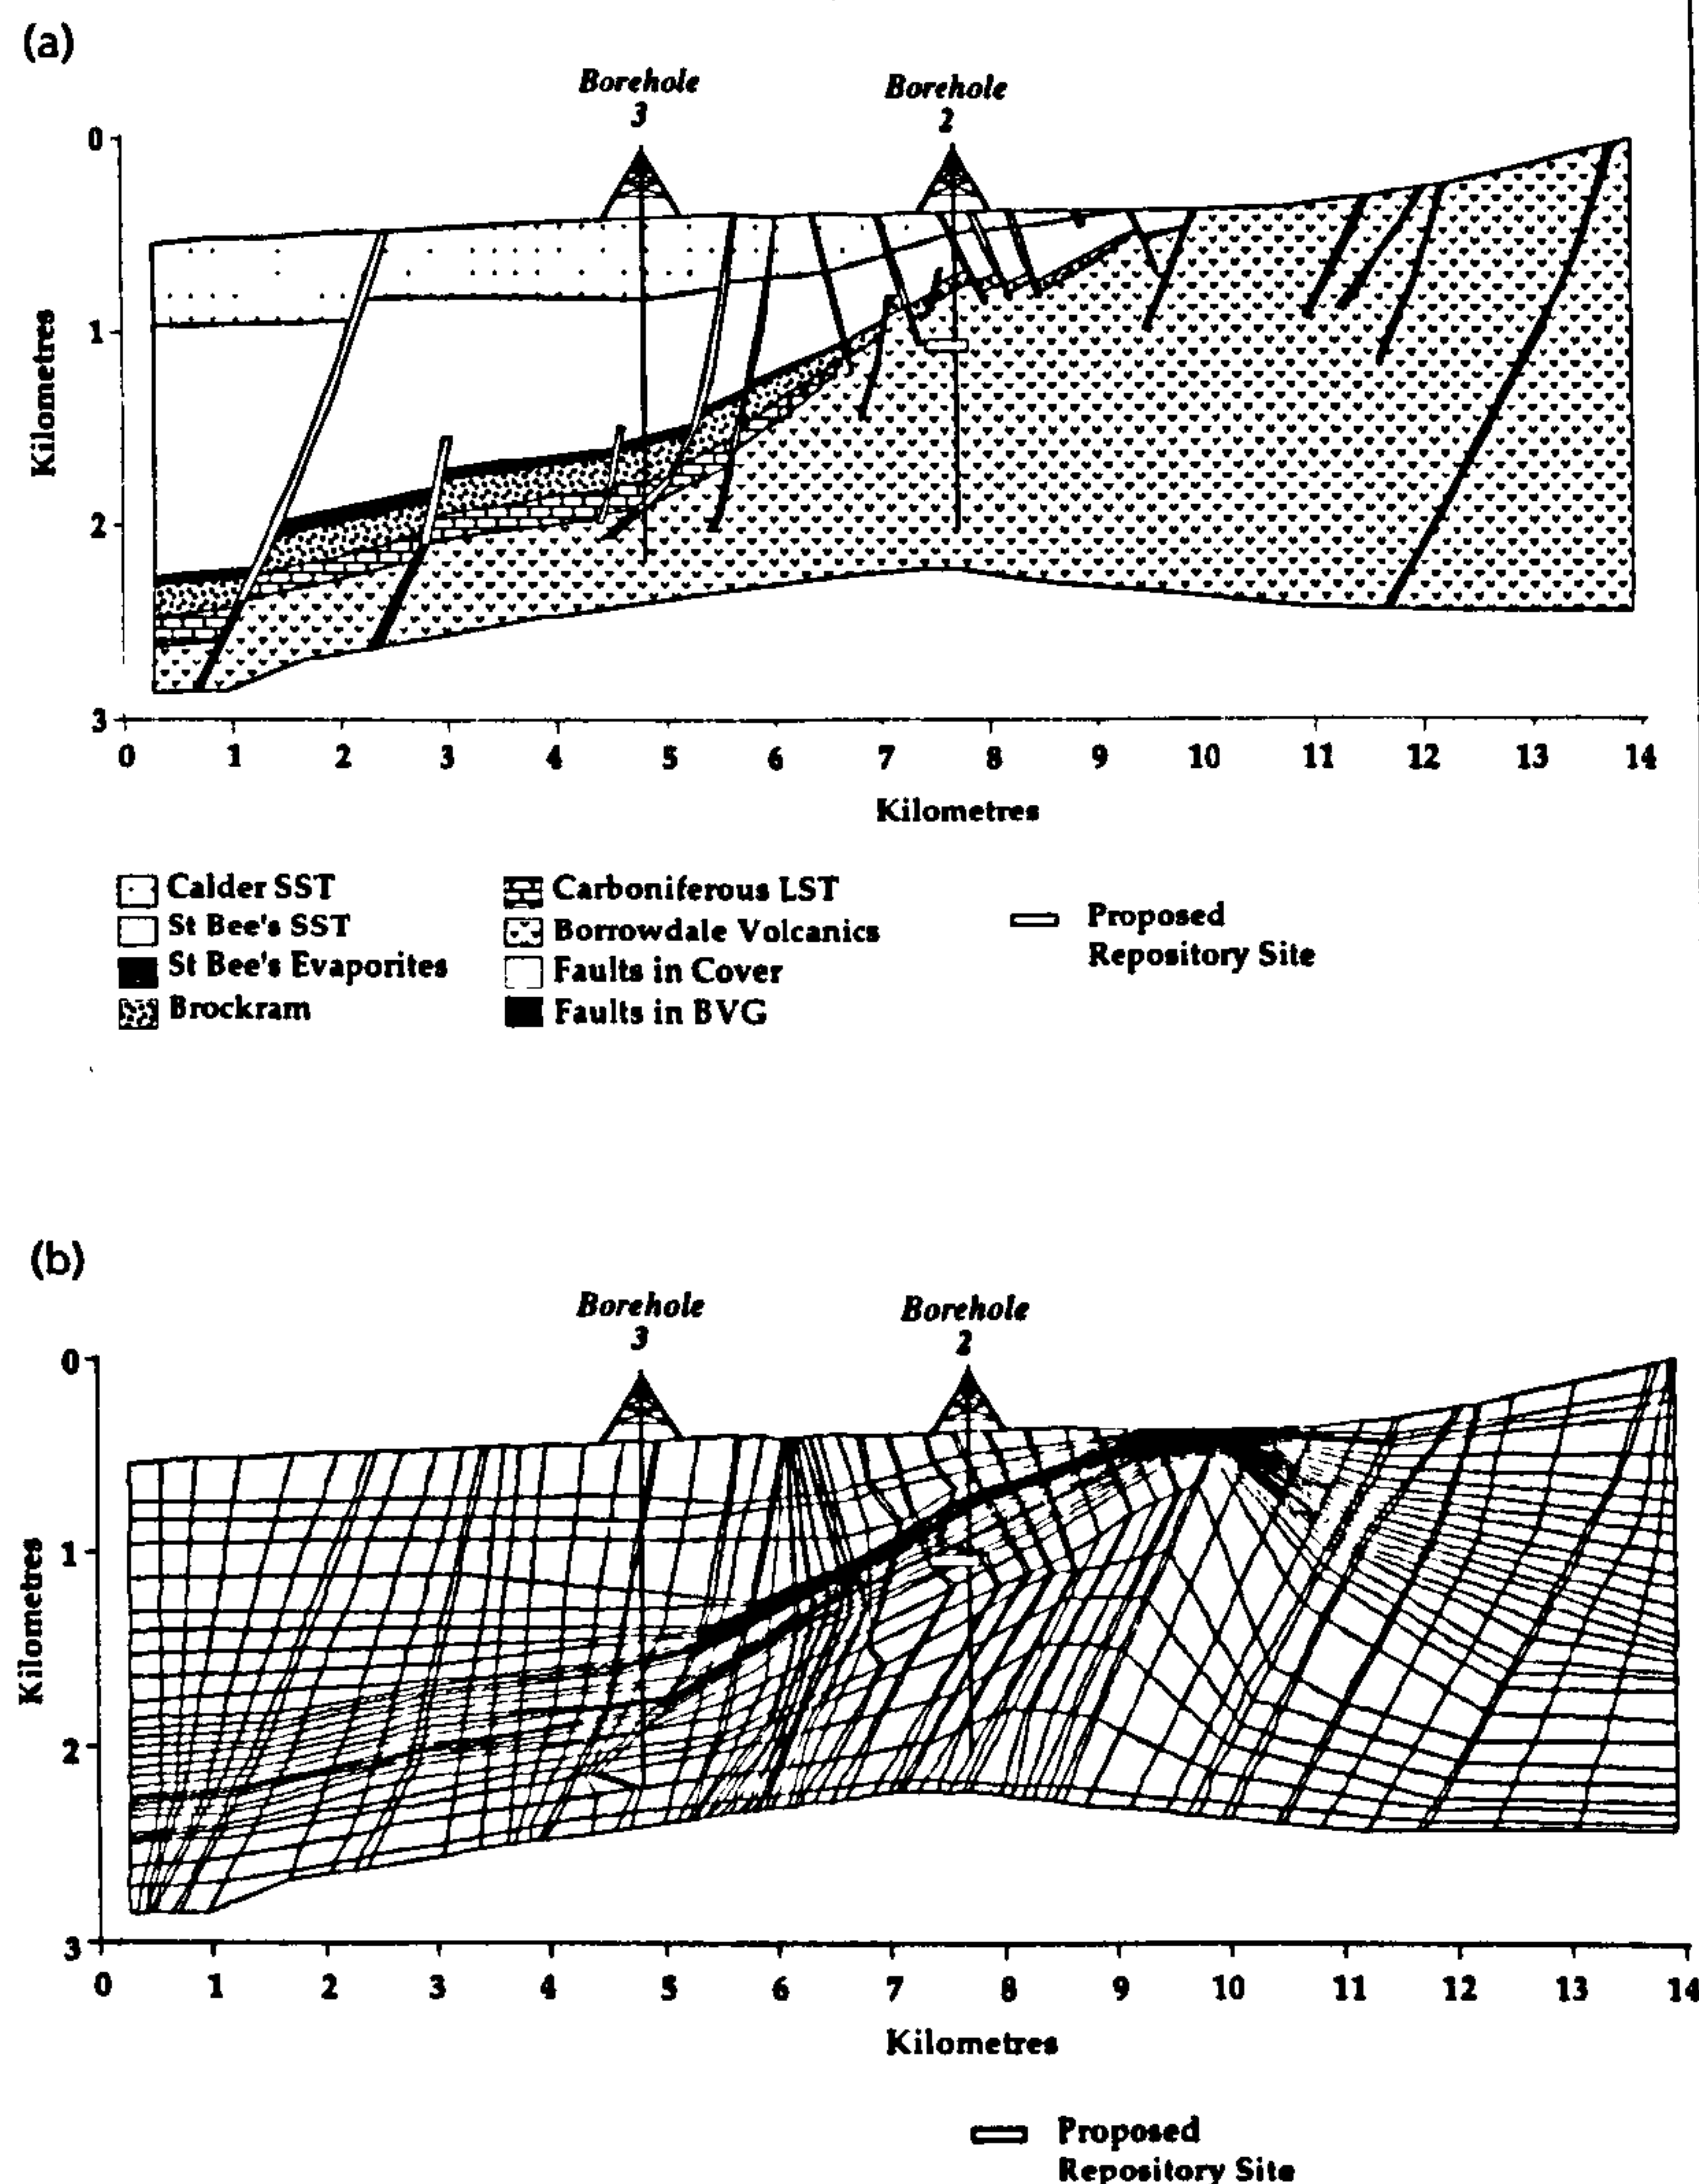 (a)
Borehole
3
Borehole
2
0
1
2
3
Kilometres
0 1 2 3 4 5 6 7 8 9 10 11 12 13 14
Kilometres
Calder SST
St Bee's SST
St Bee's Evaporites
Brockram
Carboniferous LST
Borrowdale Volcanics
Faults in Cover
Faults in BVG
Proposed
Repository Site
(b)
Borehole
3
Borehole
2
0
1
2
3
Kilometres
0 1 2 3 4 5 6 7 8 9 10 11 12 13 14
Kilometres
Proposed
Repository Site